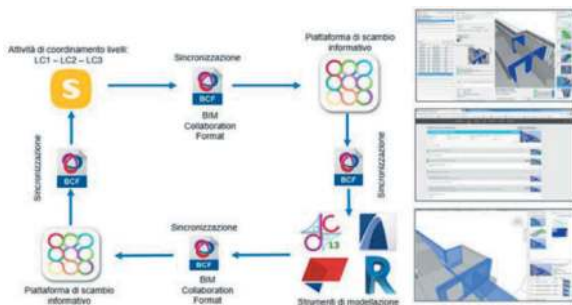 Attività di coordinamento livelli:
LC1 – LC2 – LC3
Sincronizzazione
BCF
BIM
Collaboration
Format
Piattaforma di scambio
informativo
BCF
Strumenti di modellazione
Sincronizzazione
BCF
BIM
Collaboration
Format
Piattaforma di scambio
informativo
Sincronizzazione
BCF